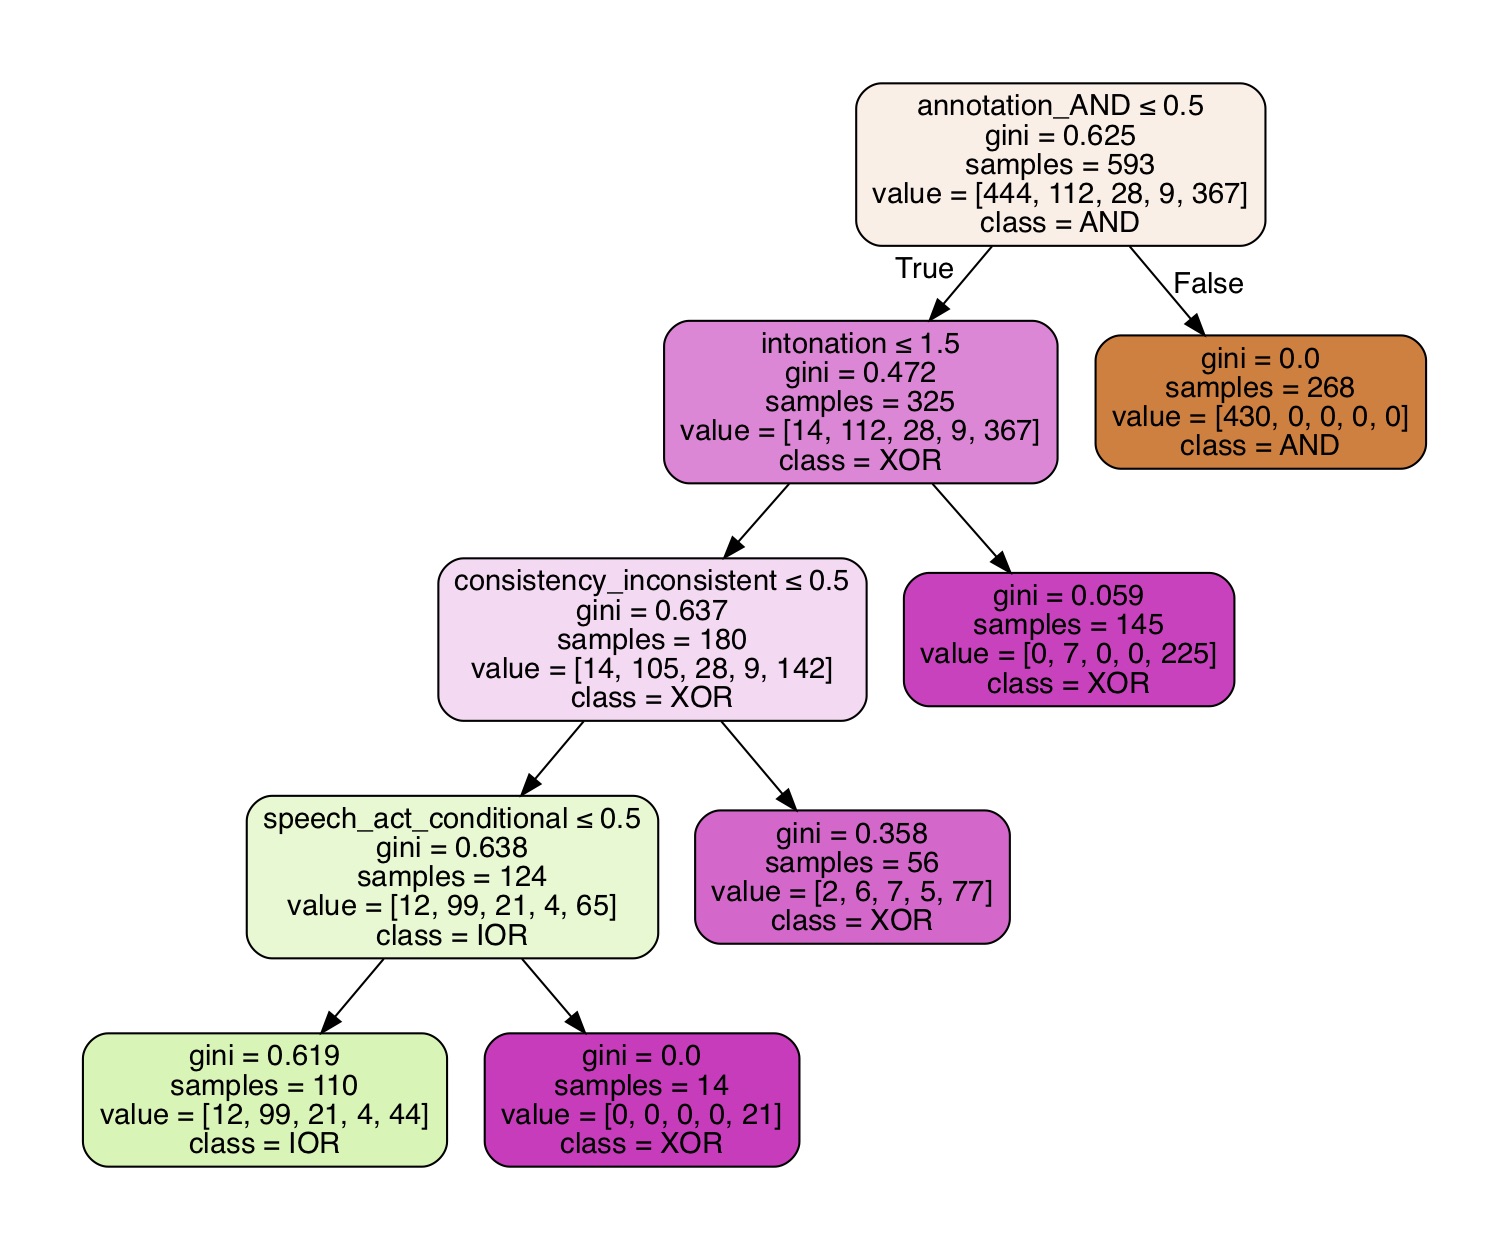 annotation_AND ≤ 0.5
gini = 0.625
samples = 593
value = [444, 112, 28, 9, 367]
class = AND
True
False
intonation ≤ 1.5
gini = 0.472
samples = 325
value = [14, 112, 28, 9, 367]
class = XOR
gini = 0.0
samples = 268
value = [430, 0, 0, 0, 0]
class = AND
consistency_inconsistent ≤ 0.5
gini = 0.637
samples = 180
value = [14, 105, 28, 9, 142]
class = XOR
gini = 0.059
samples = 145
value = [0, 7, 0, 0, 225]
class = XOR
speech_act_conditional ≤ 0.5
gini = 0.638
samples = 124
value = [12, 99, 21, 4, 65]
class = IOR
gini = 0.358
samples = 56
value = [2, 6, 7, 5, 77]
class = XOR
gini = 0.619
samples = 110
value = [12, 99, 21, 4, 44]
class = IOR
gini = 0.0
samples = 14
value = [0, 0, 0, 0, 21]
class = XOR